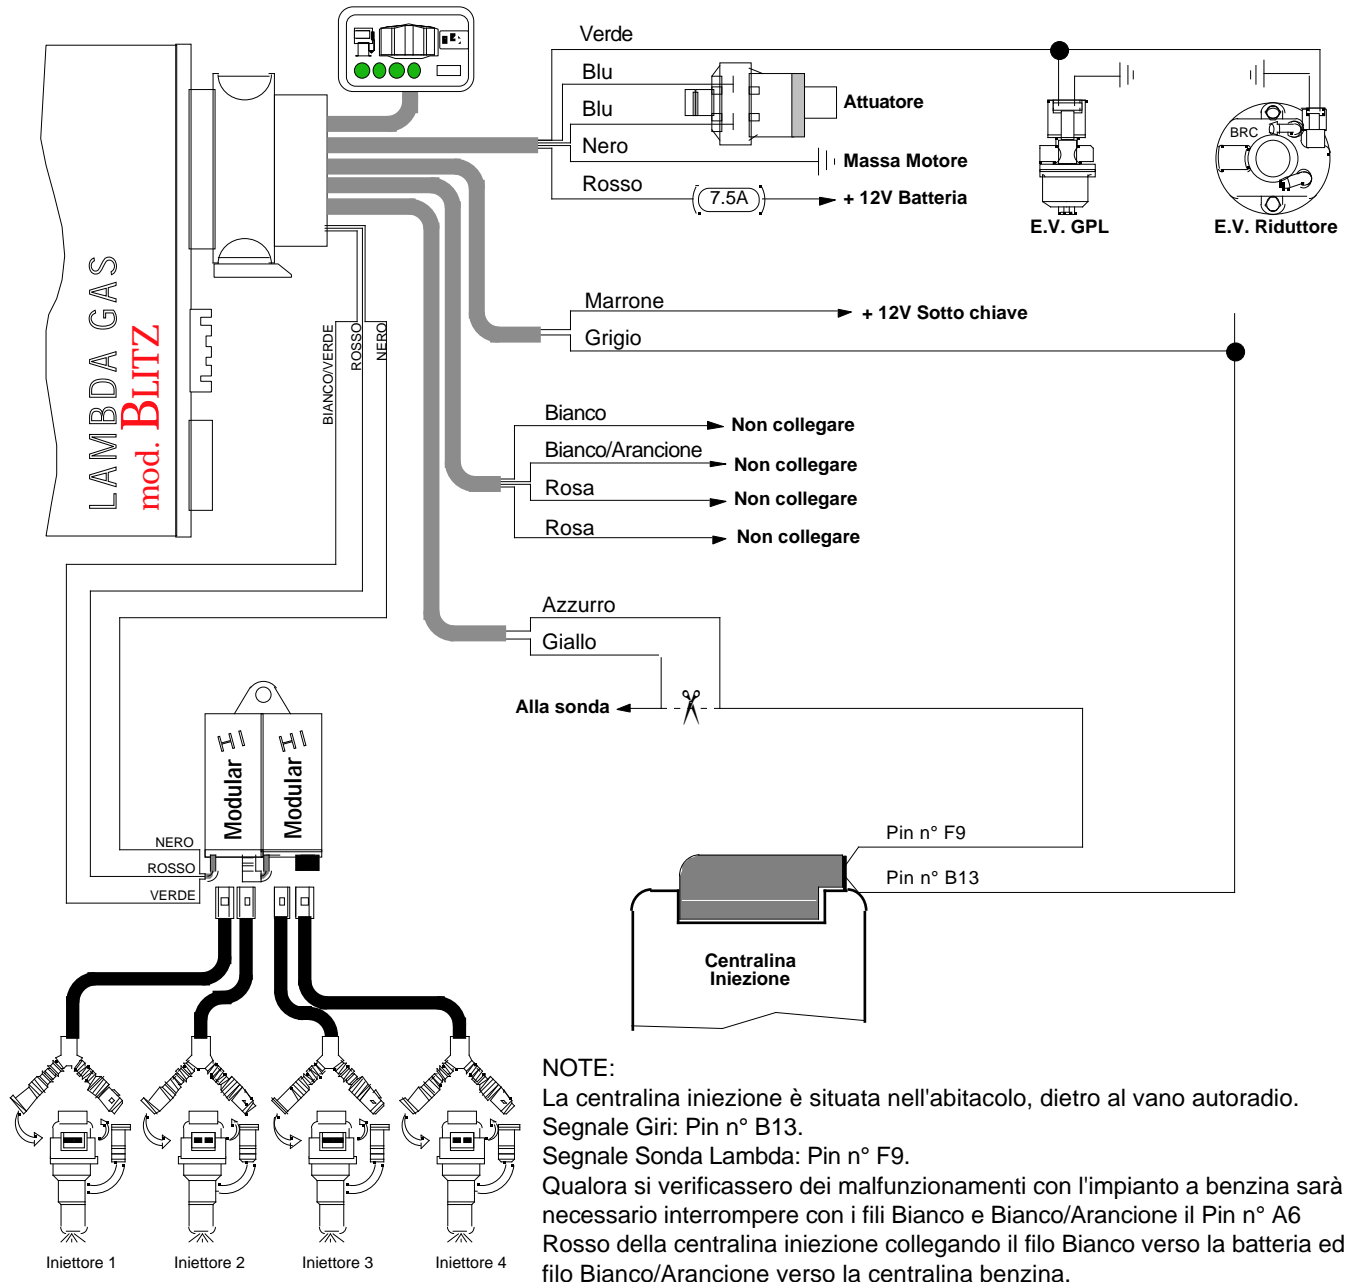 Verde
Blu
Blu
Attuatore
Nero
Massa Motore
Rosso
7.5A
+ 12V Batteria
BRC
E.V. GPL
E.V. Riduttore
LAMBDA GAS
mod. BLITZ
BIANCO/VERDE
ROSSO
NERO
Marrone
+ 12V Sotto chiave
Grigio
Bianco
Non collegare
Bianco/Arancione
Non collegare
Rosa
Non collegare
Rosa
Non collegare
Azzurro
Giallo
Alla sonda
Modular HI
Modular HI
NERO
ROSSO
VERDE
Pin n° F9
Pin n° B13
Centralina
Iniezione
Iniettore 1
Iniettore 2
Iniettore 3
Iniettore 4
NOTE:
La centralina iniezione è situata nell'abitacolo, dietro al vano autoradio.
Segnale Giri: Pin n° B13.
Segnale Sonda Lambda: Pin n° F9.
Qualora si verificassero dei malfunzionamenti con l'impianto a benzina sarà
necessario interrompere con i fili Bianco e Bianco/Arancione il Pin n° A6
Rosso della centralina iniezione collegando il filo Bianco verso la batteria ed
filo Bianco/Arancione verso la centralina benzina.